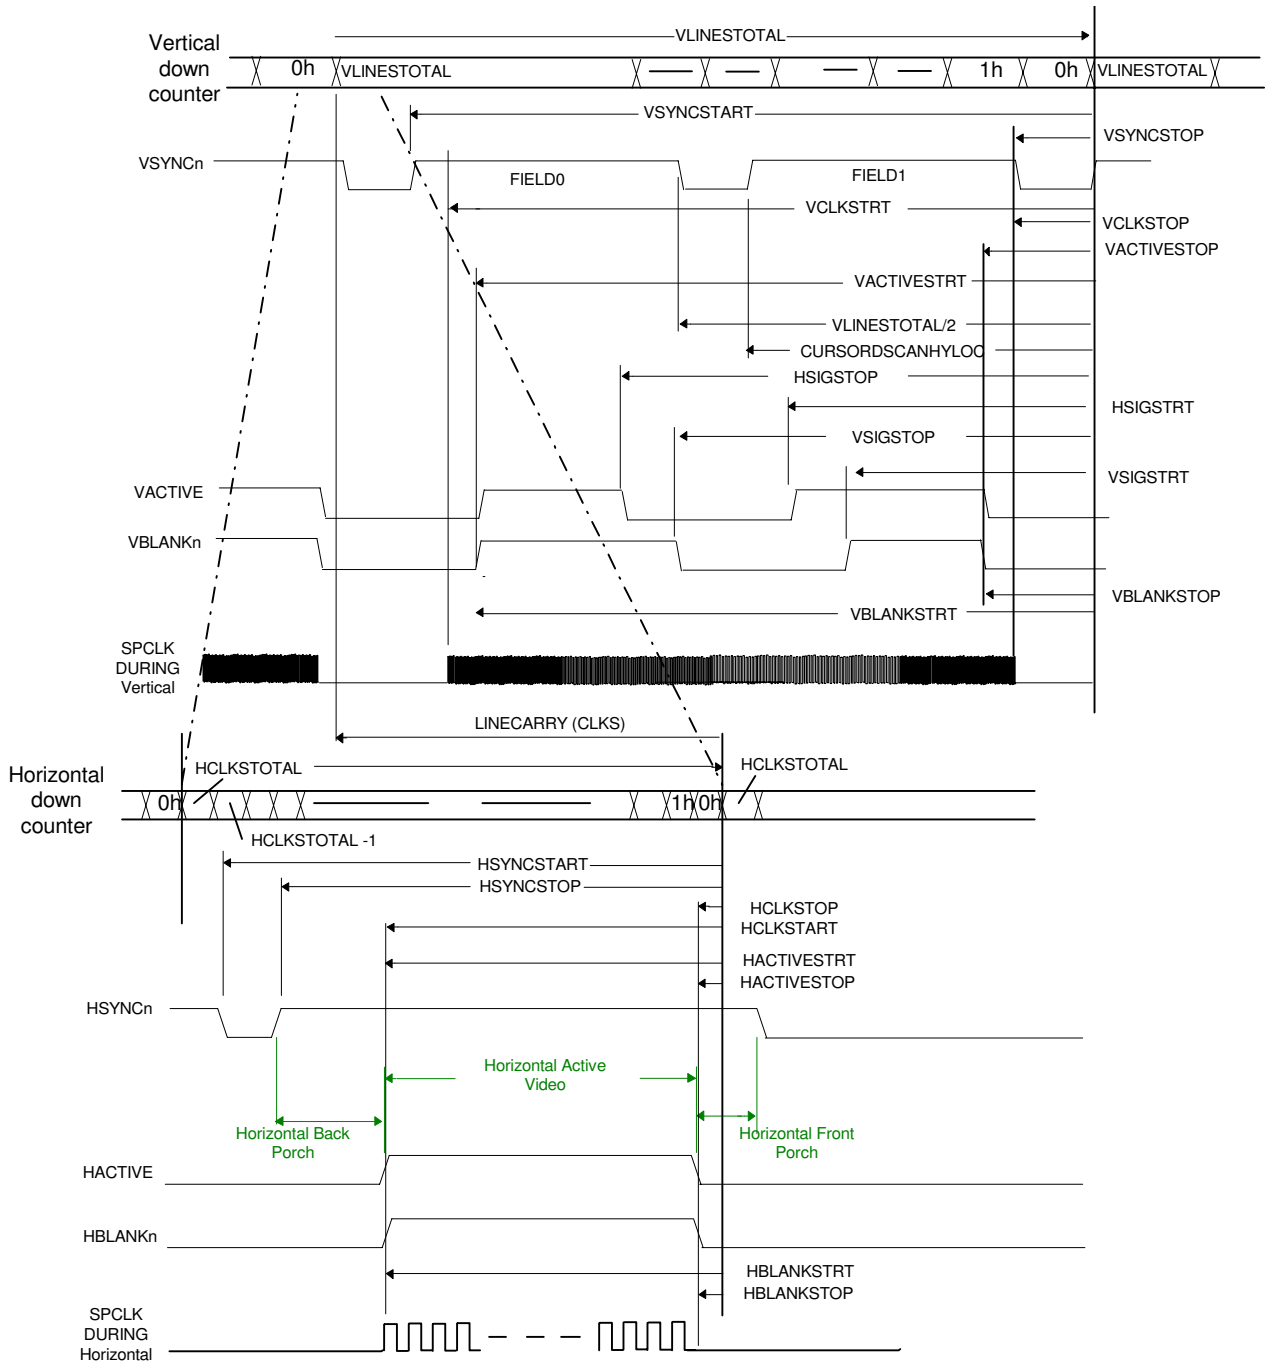 VLINESTOTAL
Vertical
down
counter
0h
VLINESTOTAL
1h
0h
VLINESTOTAL
VSYNCSTART
VSYNCSTOP
VSYNCn
FIELD0
FIELD1
VCLKSTRT
VCLKSTOP
VACTIVESTOP
VACTIVESTRT
VLINESTOTAL/2
CURSORDSCANHYLOC
HSIGSTOP
HSIGSTRT
VSIGSTOP
VSIGSTRT
VACTIVE
VBLANKn
VBLANKSTOP
VBLANKSTRT
SPCLK
DURING
Vertical
LINECARRY (CLKS)
HCLKSTOTAL
HCLKSTOTAL
Horizontal
down
counter
0h
1h
0h
HCLKSTOTAL -1
HSYNCSTART
HSYNCSTOP
HCLKSTOP
HCLKSTART
HACTIVESTRT
HACTIVESTOP
HSYNCn
Horizontal Active
Video
Horizontal Back
Porch
Horizontal Front
Porch
HACTIVE
HBLANKn
HBLANKSTRT
HBLANKSTOP
SPCLK
DURING
Horizontal